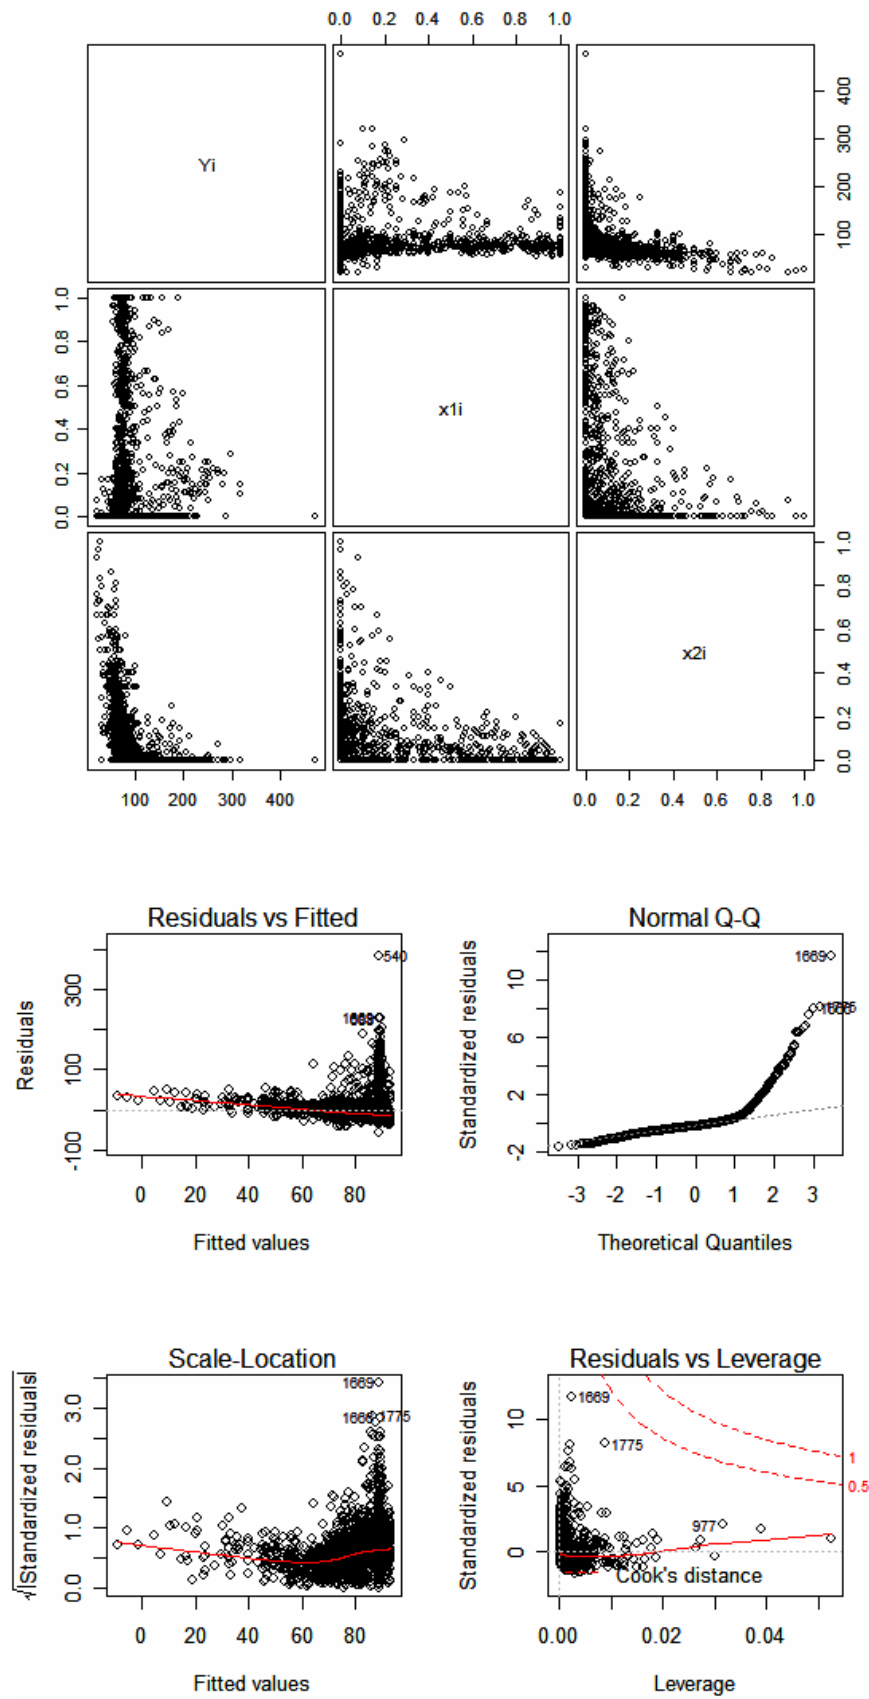 0.0 0.2 0.4 0.6 0.8 1.0
Yi
100 200 300 400
0.0 0.2 0.4 0.6 0.8 1.0
x1i
x2i
0.0 0.2 0.4 0.6 0.8 1.0
100 200 300 400
0.0 0.2 0.4 0.6 0.8 1.0
Residuals vs Fitted
Residuals
-100 100 300
540
0 20 40 60 80
Fitted values
Normal Q-Q
Standardized residuals
-2 2 6 10
1669
-3 -2 -1 0 1 2 3
Theoretical Quantiles
Scale-Location
√|Standardized residuals|
0.0 1.0 2.0 3.0
1669
1775
0 20 40 60 80
Fitted values
Residuals vs Leverage
Standardized residuals
0 5 10
1669
1775
977
1
0.5
Cook's distance
0.00 0.02 0.04
Leverage